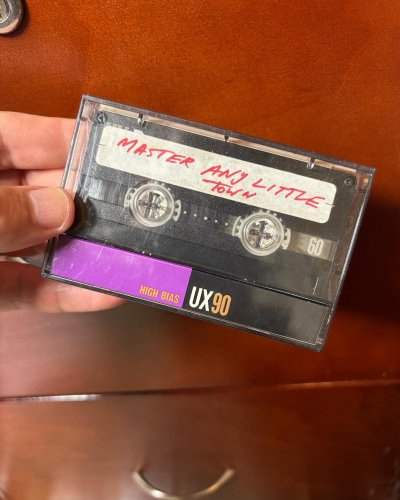 MASTER ANY LITTLE
TOWN
60
HIGH BIAS UX90